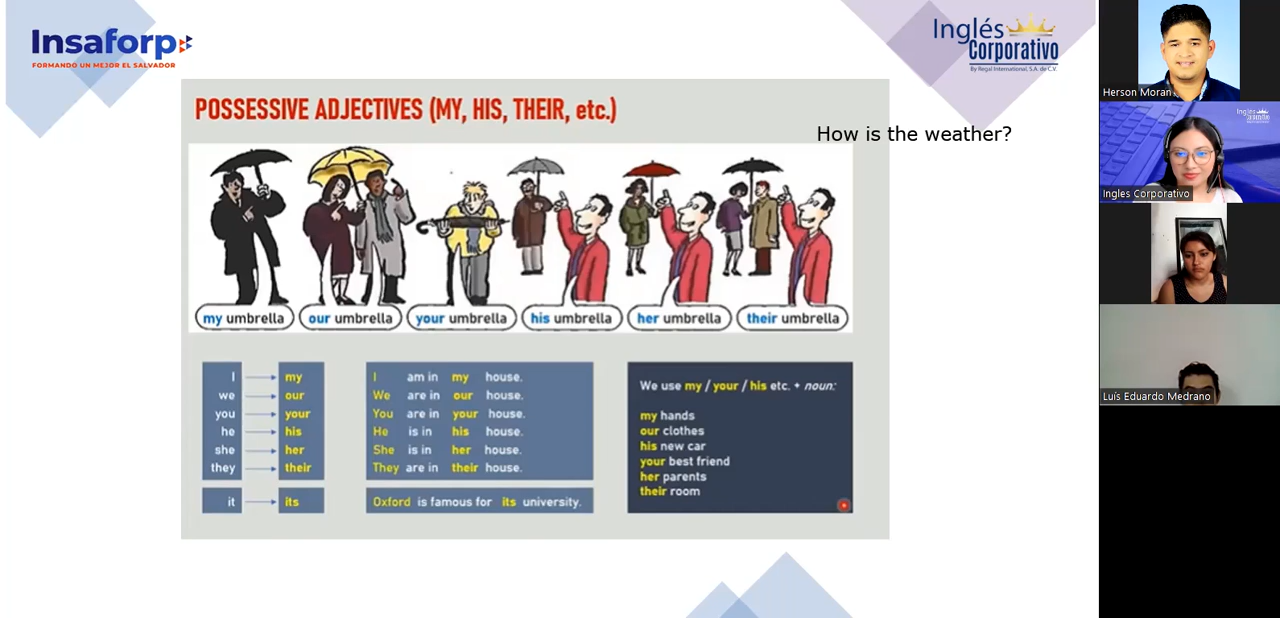 Insaforp
FORMANDO UN MEJOR EL SALVADOR
Inglés
Corporativo
By Regal International, S.A. de C.V.
POSSESSIVE ADJECTIVES (MY, HIS, THEIR, etc.)
How is the weather?
my umbrella
our umbrella
your umbrella
his umbrella
her umbrella
their umbrella
I my
we our
you your
he his
she her
they their
it its
I am in my house.
We are in our house.
You are in your house.
He is in his house.
She is in her house.
They are in their house.
Oxford is famous for its university.
We use my / your / his etc. + noun:
my hands
our clothes
his new car
your best friend
her parents
their room
Herson Moran
Inglés
Corporativo
Ingles Corporativo
Luís Eduardo Medrano